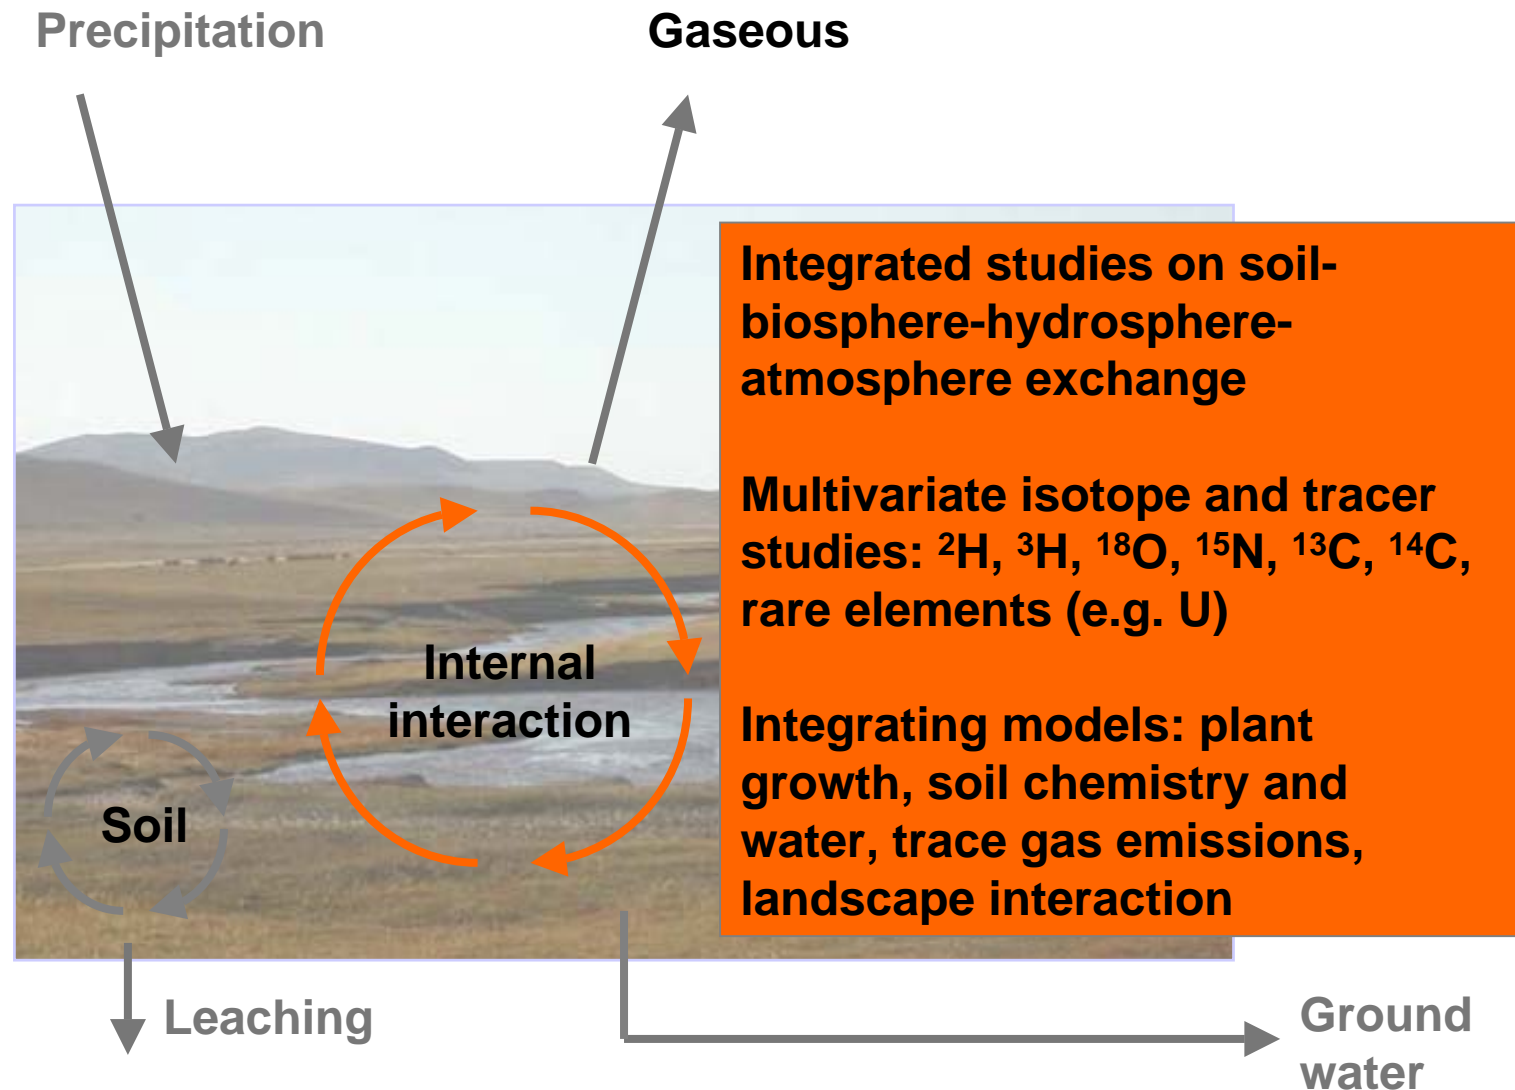 Precipitation
Gaseous
Integrated studies on soil-
biosphere-hydrosphere-
atmosphere exchange
Multivariate isotope and tracer
studies: ²H, ³H, ¹⁸O, ¹⁵N, ¹³C, ¹⁴C,
rare elements (e.g. U)
Integrating models: plant
growth, soil chemistry and
water, trace gas emissions,
landscape interaction
Internal
interaction
Soil
Leaching
Ground
water